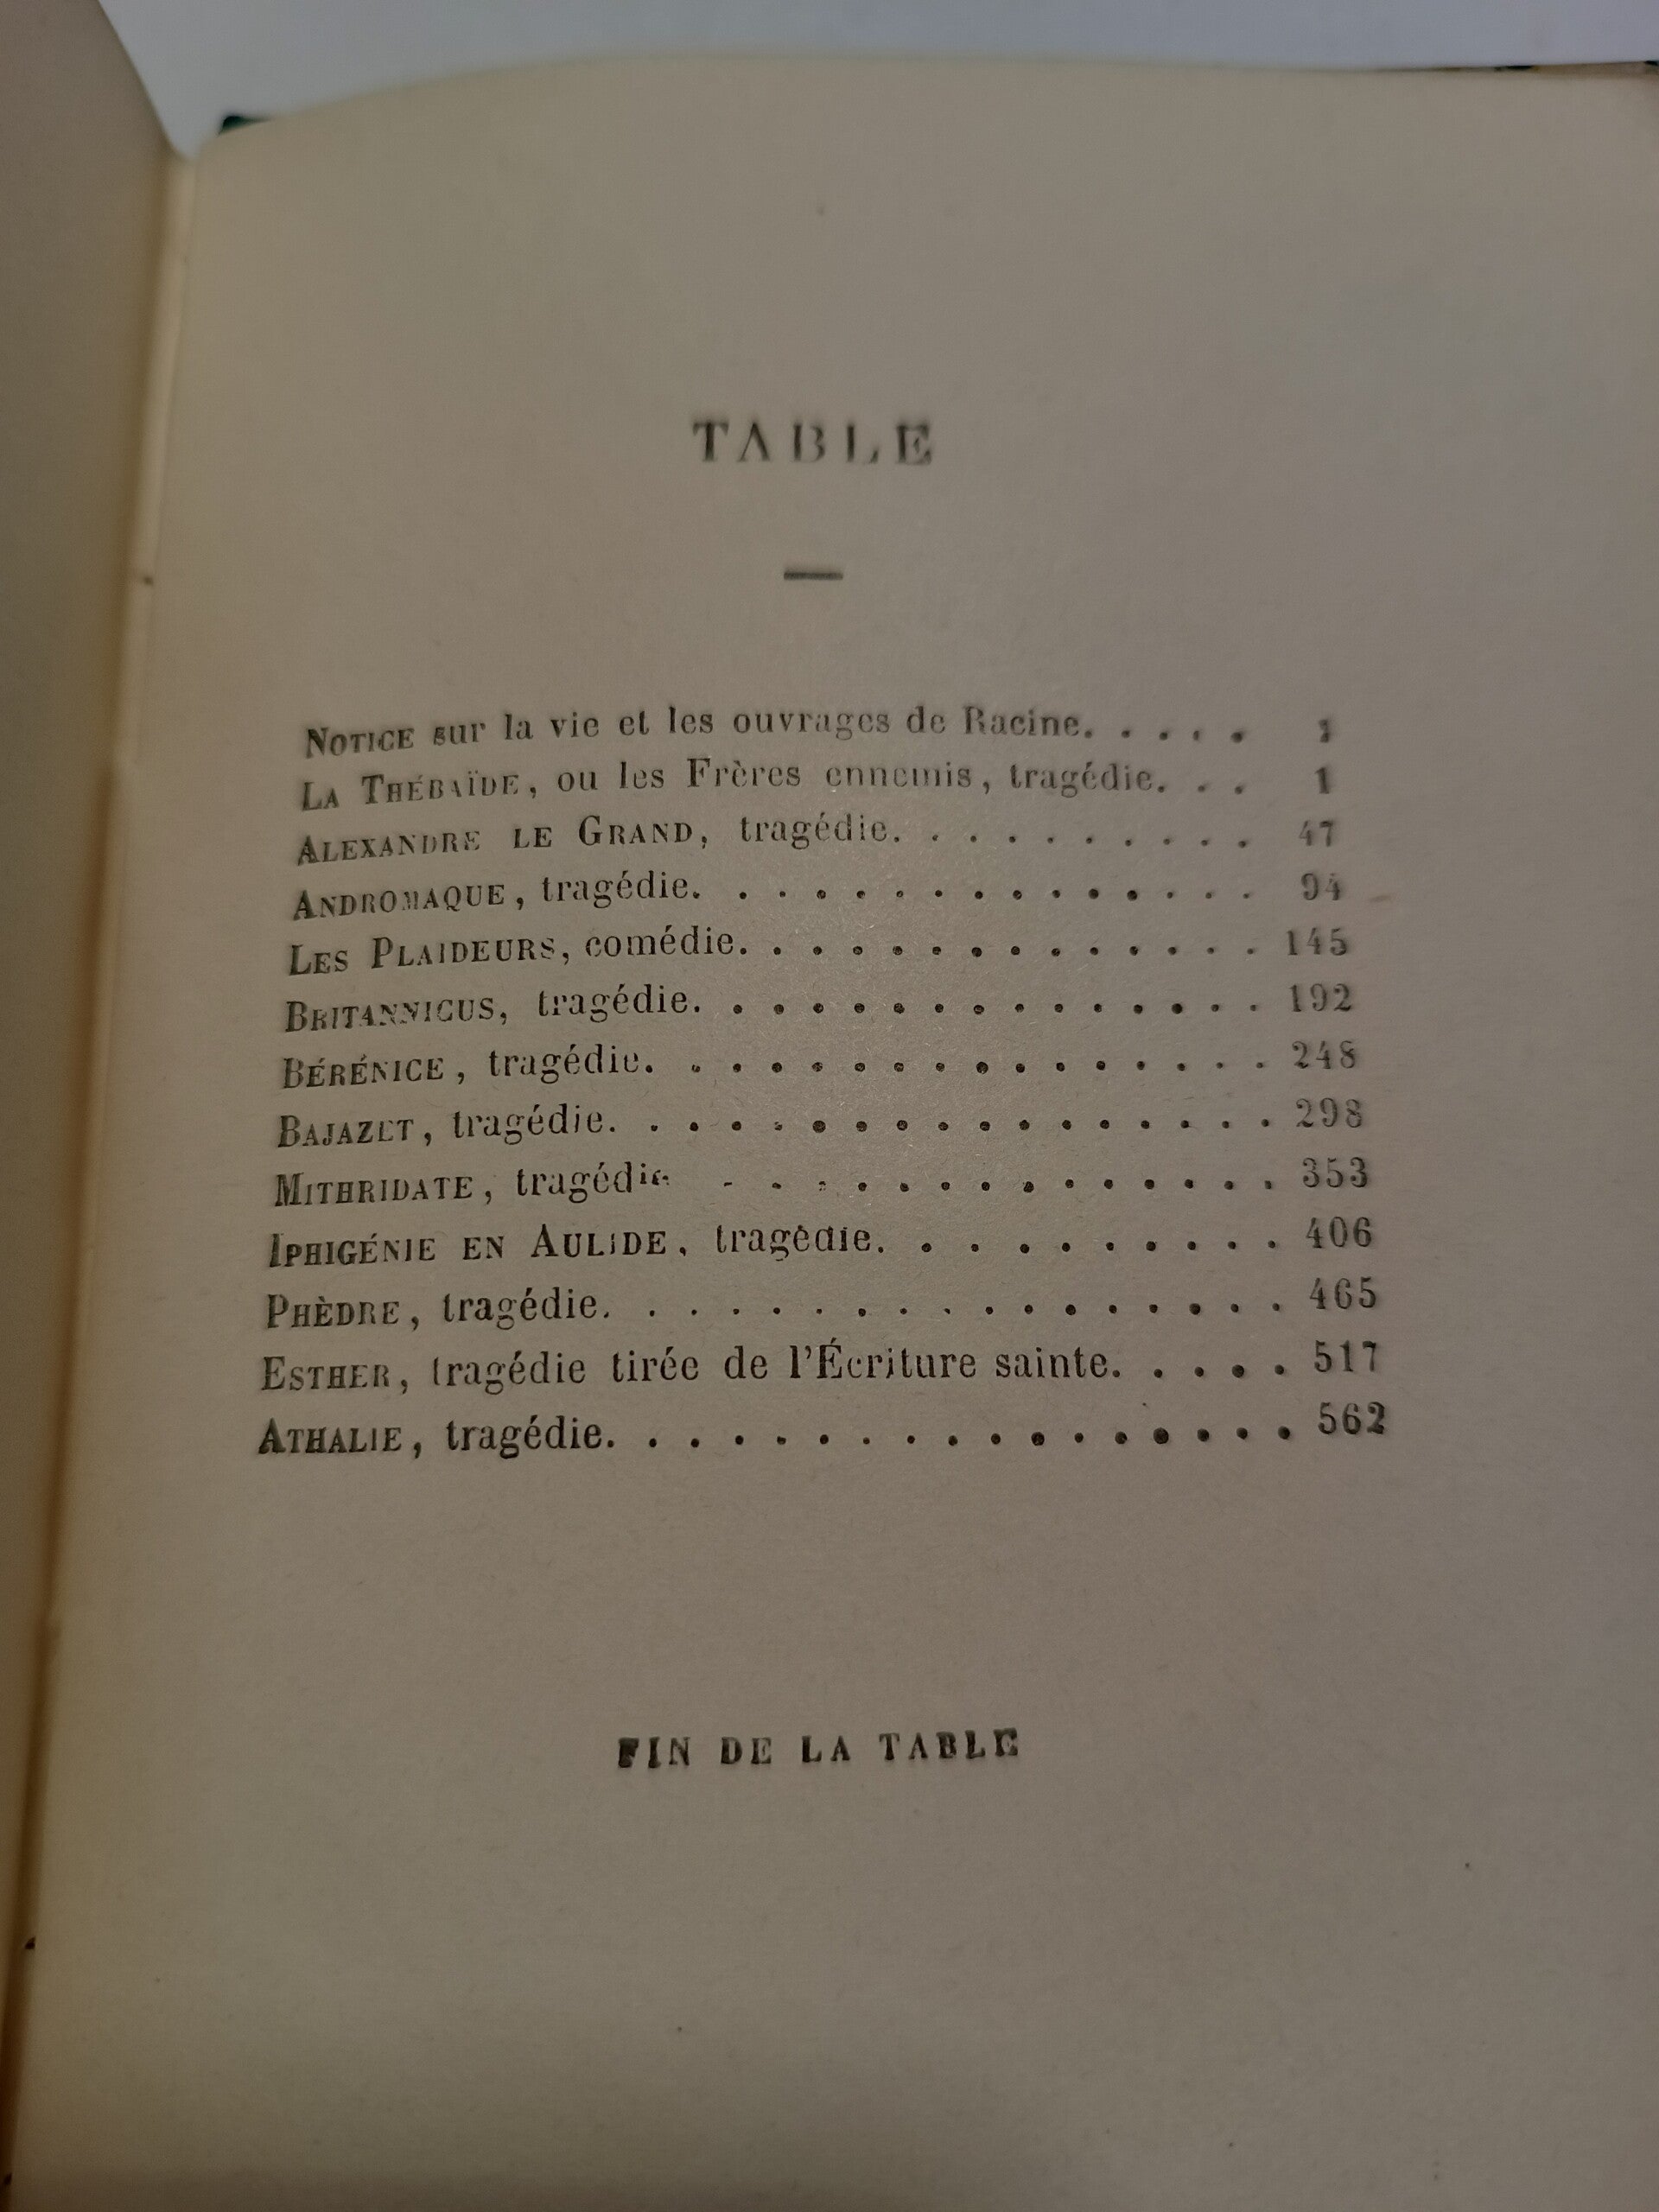 TABLE
NOTICE sur la vie et les ouvrages de Racine. . . . . 1
LA THÉBAÏDE, ou les Frères ennemis, tragédie. . . 1
ALEXANDRE LE GRAND, tragédie. . . . . . . . . . 47
ANDROMAQUE, tragédie. . . . . . . . . . . . . . . 94
LES PLAIDEURS, comédie. . . . . . . . . . . . . . 145
BRITANNICUS, tragédie. . . . . . . . . . . . . . . 192
BÉRÉNICE, tragédie. . . . . . . . . . . . . . . . 248
BAJAZET, tragédie. . . . . . . . . . . . . . . . . 298
MITHRIDATE, tragédie . . . . . . . . . . . . . . 353
IPHIGÉNIE EN AULIDE, tragédie. . . . . . . . . . 406
PHÈDRE, tragédie. . . . . . . . . . . . . . . . . 465
ESTHER, tragédie tirée de l'Écriture sainte. . . . . 517
ATHALIE, tragédie. . . . . . . . . . . . . . . . . 562
FIN DE LA TABLE